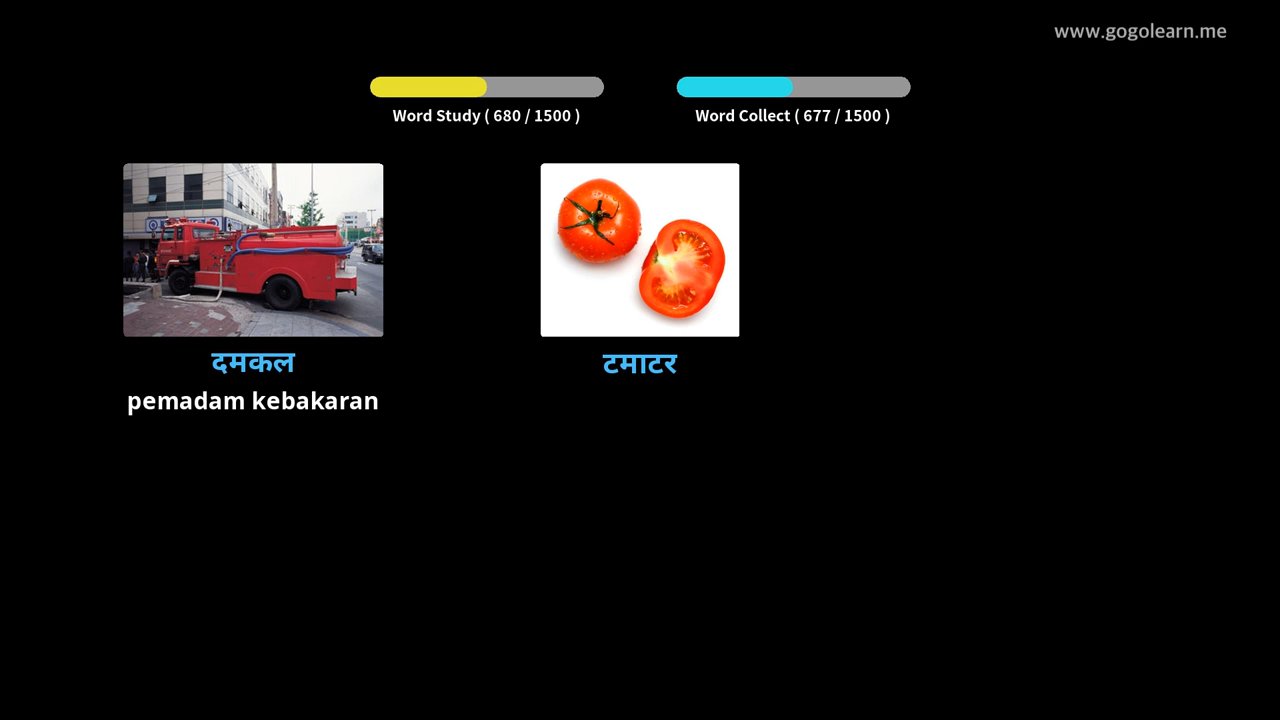 www.gogolearn.me
Word Study ( 680 / 1500 )
Word Collect ( 677 / 1500 )
दमकल
pemadam kebakaran
टमाटर